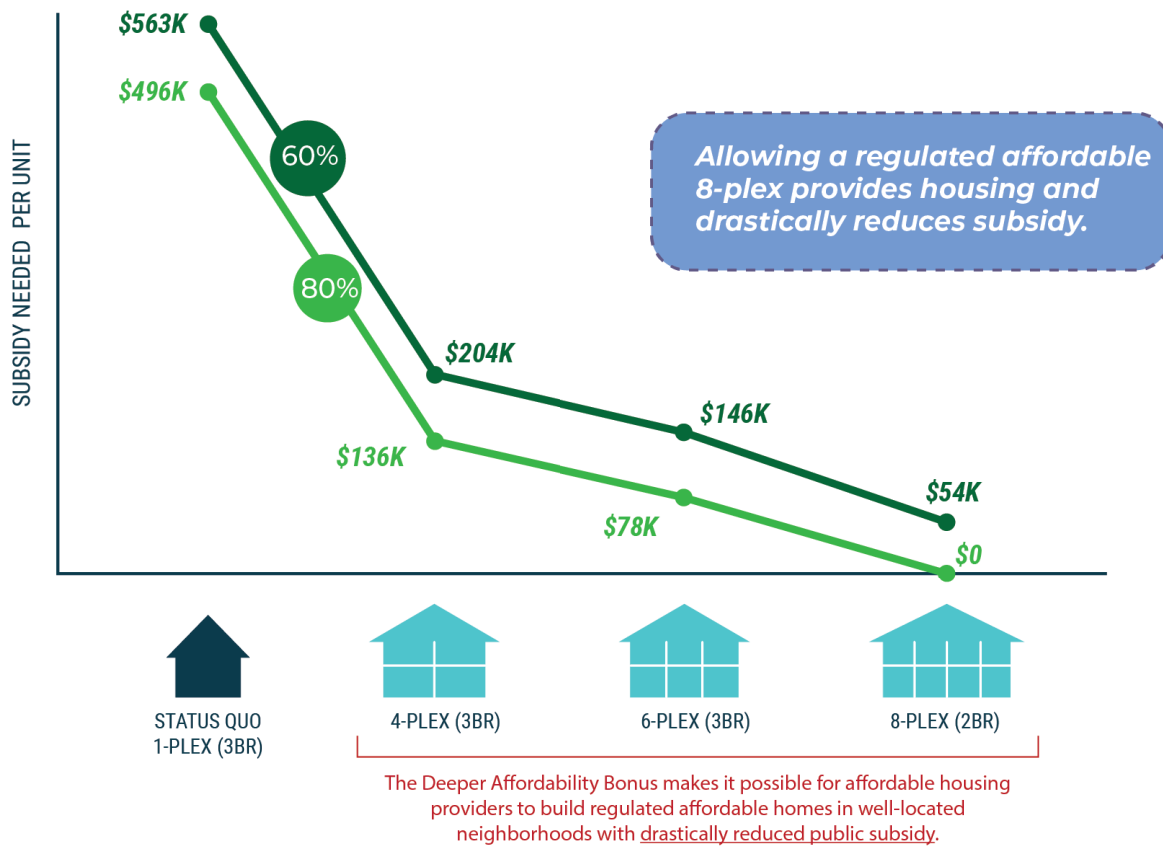 $563K
$496K
60%
80%
SUBSIDY NEEDED PER UNIT
Allowing a regulated affordable
8-plex provides housing and
drastically reduces subsidy.
$204K
$136K
$146K
$78K
$54K
$0
STATUS QUO
1-PLEX (3BR)
4-PLEX (3BR)
6-PLEX (3BR)
8-PLEX (2BR)
The Deeper Affordability Bonus makes it possible for affordable housing
providers to build regulated affordable homes in well-located
neighborhoods with drastically reduced public subsidy.